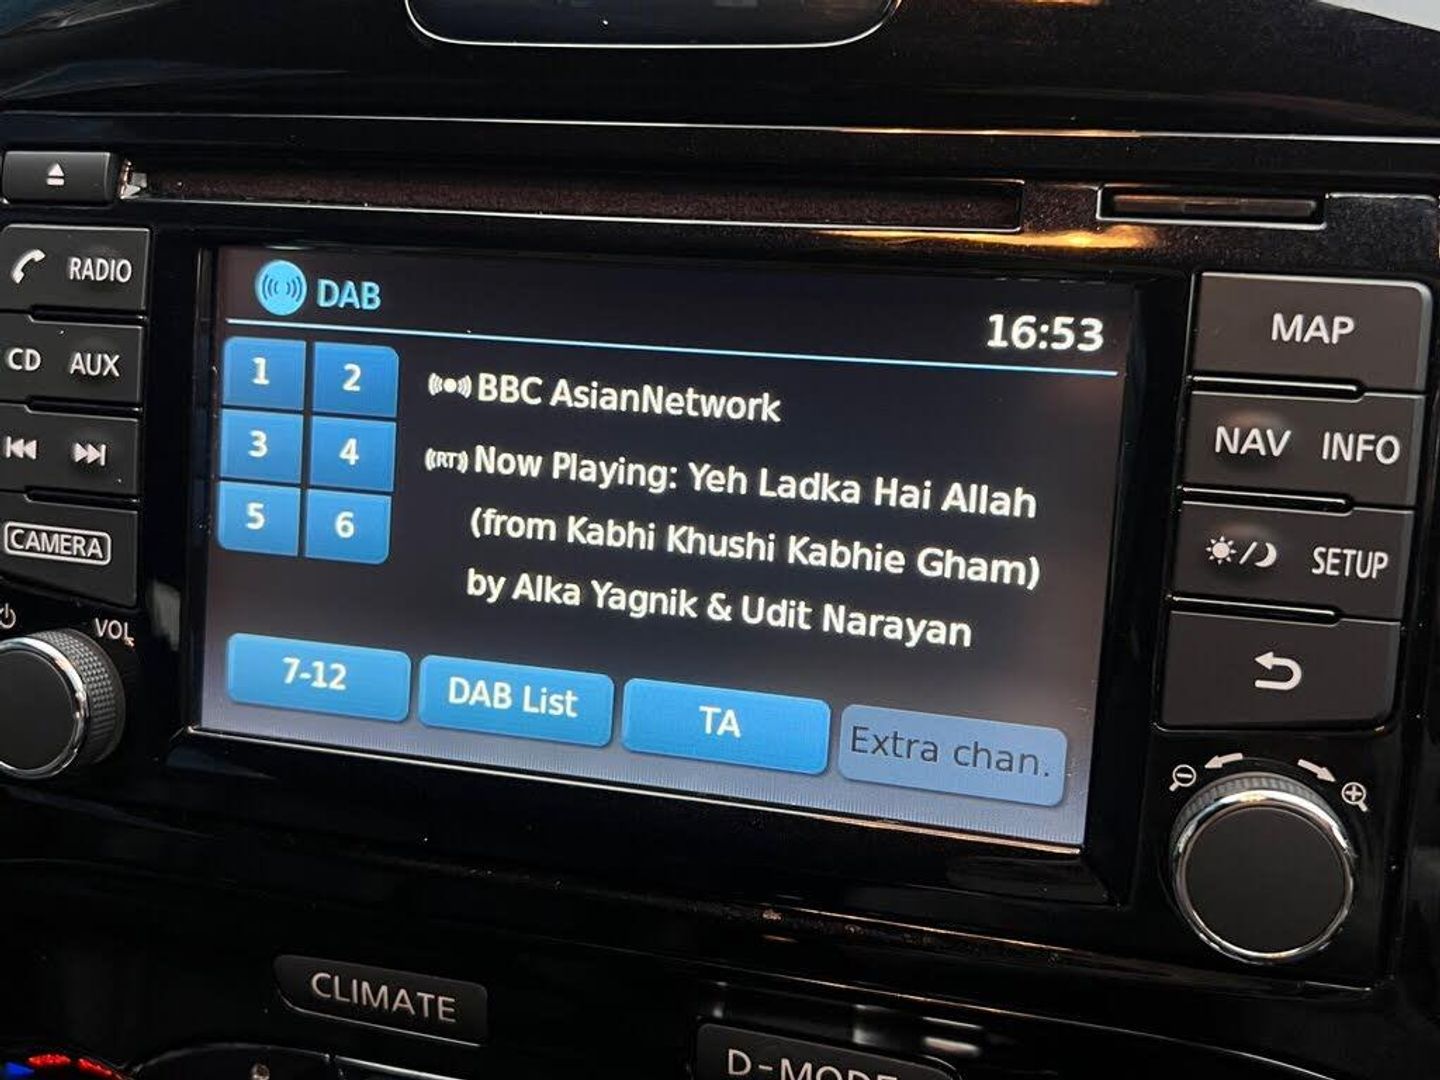 RADIO
CD AUX
CAMERA
VOL
DAB
16:53
1 2
3 4
5 6
BBC AsianNetwork
(RT) Now Playing: Yeh Ladka Hai Allah
(from Kabhi Khushi Kabhie Gham)
by Alka Yagnik & Udit Narayan
7-12 DAB List TA Extra chan.
MAP
NAV INFO
SETUP
CLIMATE
D-MODE